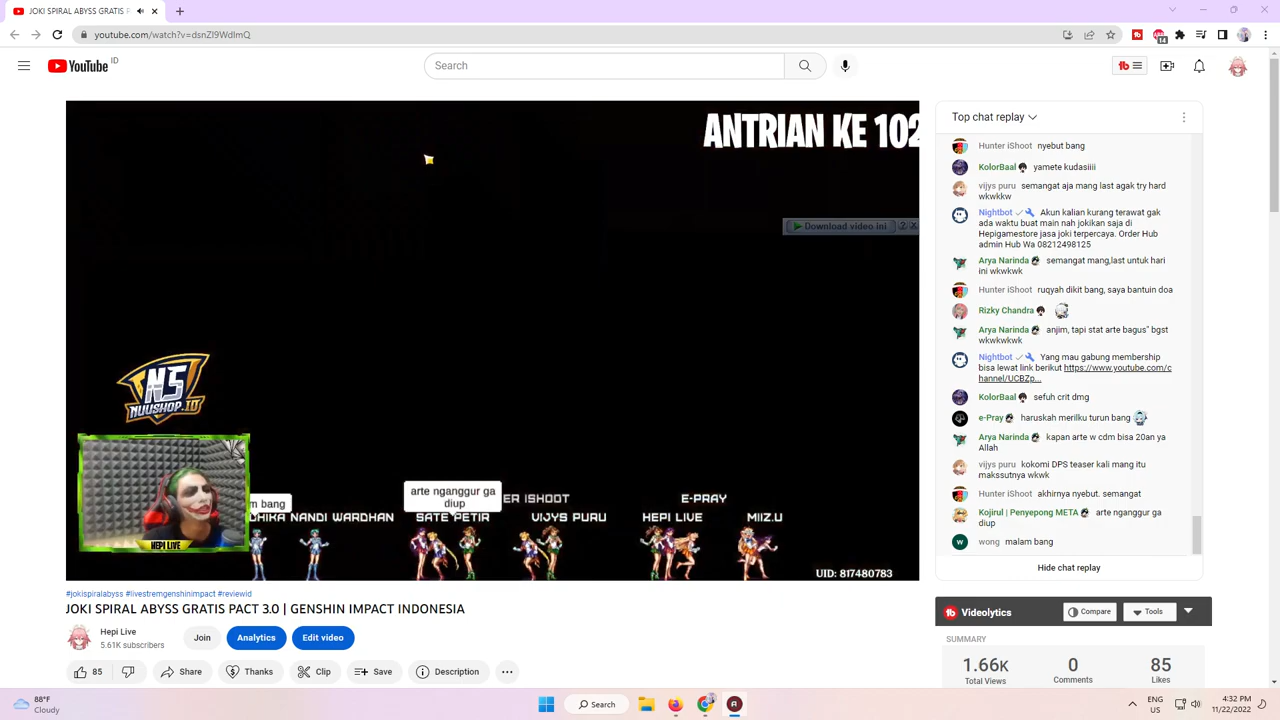 JOKI SPIRAL ABYSS GRATIS P
youtube.com/watch?v=dsnZI9WdlmQ
14
YouTube ID
Search
ANTRIAN KE 102
Download video ini
NS
NUUSHOP.ID
HEPI LIVE
m bang
arte nganggur ga
diup
ER ISHOOT
E-PRAY
CHIKA NANDI WARDHAN
SATE PETIR
VIJYS PURU
HEPI LIVE
MIIZ.U
UID: 817480783
Top chat replay
Hunter iShoot nyebut bang
KolorBaal yamete kudasiiii
vijys puru semangat aja mang last agak try hard
wkwkkw
Nightbot Akun kalian kurang terawat gak
ada waktu buat main nah jokikan saja di
Hepigamestore jasa joki terpercaya. Order Hub
admin Hub Wa 08212498125
Arya Narinda semangat mang,last untuk hari
ini wkwkwk
Hunter iShoot ruqyah dikit bang, saya bantuin doa
Rizky Chandra
Arya Narinda anjim, tapi stat arte bagus" bgst
wkwkwkwk
Nightbot Yang mau gabung membership
bisa lewat link berikut https://www.youtube.com/c
hannel/UCBZp...
KolorBaal sefuh crit dmg
e-Pray haruskah merilku turun bang
Arya Narinda kapan arte w cdm bisa 20an ya
Allah
vijys puru kokomi DPS teaser kali mang itu
makssutnya wkwk
Hunter iShoot akhirnya nyebut. semangat
Kojirul | Penyepong META arte nganggur ga
diup
w
wong malam bang
Hide chat replay
#jokispiralabyss #livestremgenshinimpact #reviewid
JOKI SPIRAL ABYSS GRATIS PACT 3.0 | GENSHIN IMPACT INDONESIA
Hepi Live
5.61K subscribers
Join
Analytics
Edit video
85
Share
Thanks
Clip
Save
Description
Videolytics
Compare
Tools
SUMMARY
1.66K
0
85
Total Views
Comments
Likes
88°F
Cloudy
Search
ENG
US
4:32 PM
11/22/2022